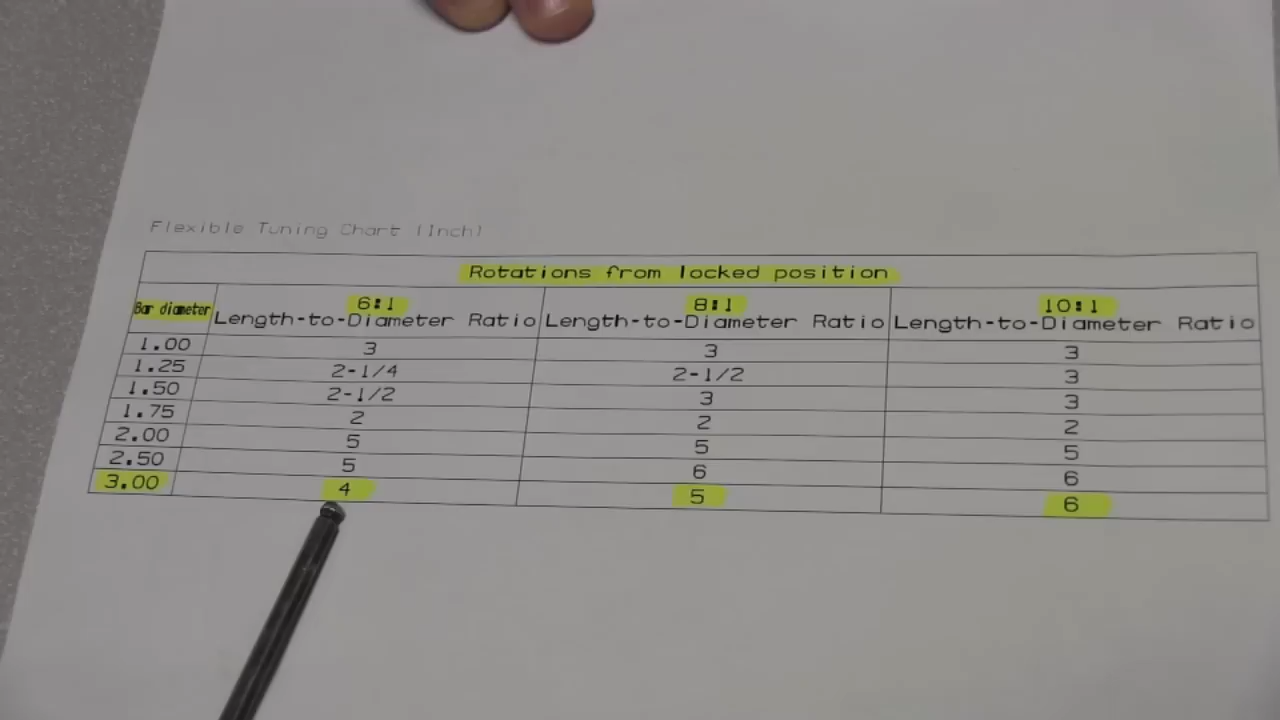 Flexible Tuning Chart (Inch)
Rotations from locked position
Bar diameter 6:1 Length-to-Diameter Ratio 8:1 Length-to-Diameter Ratio 10:1 Length-to-Diameter Ratio
1.00 3 3 3
1.25 2-1/4 2-1/2 3
1.50 2-1/2 3 3
1.75 2 2 2
2.00 5 5 5
2.50 5 6 6
3.00 4 5 6